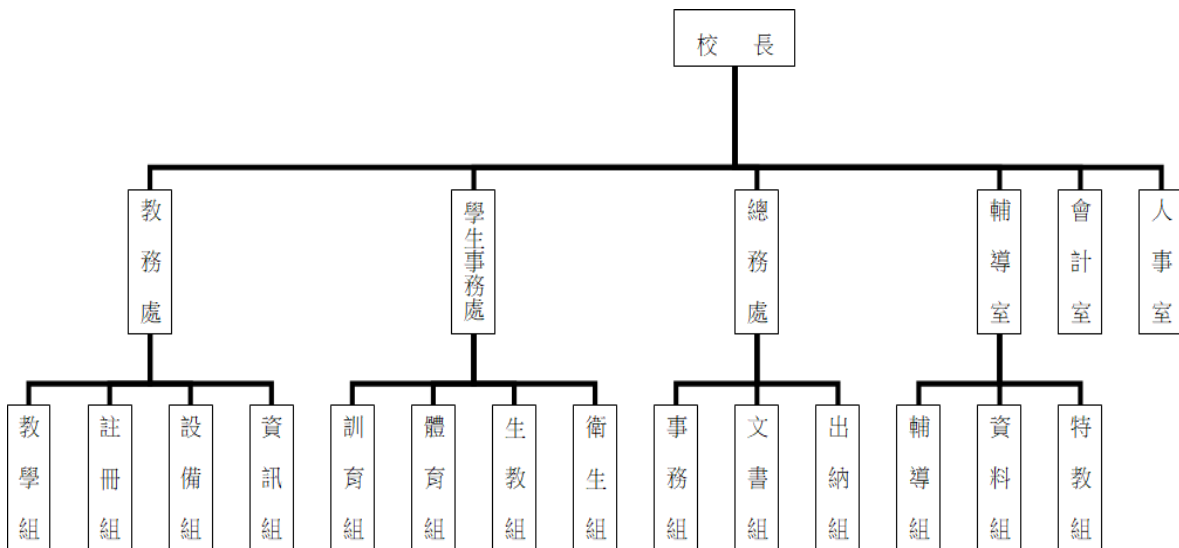 校長
教務處
學生事務處
總務處
輔導室
會計室
人事室
教學組
註冊組
設備組
資訊組
訓育組
體育組
生教組
衛生組
事務組
文書組
出納組
輔導組
資料組
特教組